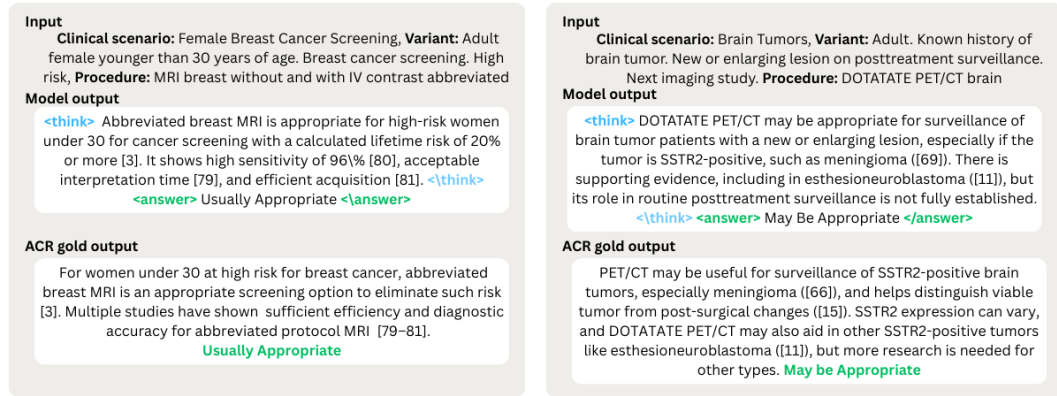 Input
Clinical scenario: Female Breast Cancer Screening, Variant: Adult
female younger than 30 years of age. Breast cancer screening. High
risk, Procedure: MRI breast without and with IV contrast abbreviated
Model output
<think> Abbreviated breast MRI is appropriate for high-risk women
under 30 for cancer screening with a calculated lifetime risk of 20%
or more [3]. It shows high sensitivity of 96\% [80], acceptable
interpretation time [79], and efficient acquisition [81]. <\think>
<answer> Usually Appropriate <\answer>
ACR gold output
For women under 30 at high risk for breast cancer, abbreviated
breast MRI is an appropriate screening option to eliminate such risk
[3]. Multiple studies have shown sufficient efficiency and diagnostic
accuracy for abbreviated protocol MRI [79–81].
Usually Appropriate
Input
Clinical scenario: Brain Tumors, Variant: Adult. Known history of
brain tumor. New or enlarging lesion on posttreatment surveillance.
Next imaging study. Procedure: DOTATATE PET/CT brain
Model output
<think> DOTATATE PET/CT may be appropriate for surveillance of
brain tumor patients with a new or enlarging lesion, especially if the
tumor is SSTR2-positive, such as meningioma ([69]). There is
supporting evidence, including in esthesioneuroblastoma ([11]), but
its role in routine posttreatment surveillance is not fully established.
<\think> <answer> May Be Appropriate </answer>
ACR gold output
PET/CT may be useful for surveillance of SSTR2-positive brain
tumors, especially meningioma ([66]), and helps distinguish viable
tumor from post-surgical changes ([15]). SSTR2 expression can vary,
and DOTATATE PET/CT may also aid in other SSTR2-positive tumors
like esthesioneuroblastoma ([11]), but more research is needed for
other types. May be Appropriate